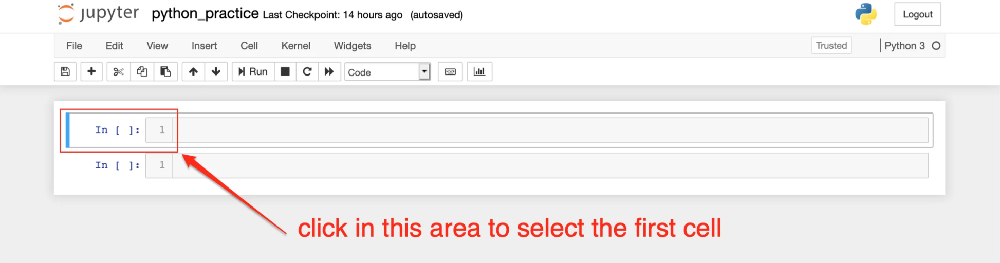 jupyter python_practice Last Checkpoint: 14 hours ago (autosaved) Logout
File Edit View Insert Cell Kernel Widgets Help Trusted Python 3
Run Code
In [ ]: 1
In [ ]: 1
click in this area to select the first cell